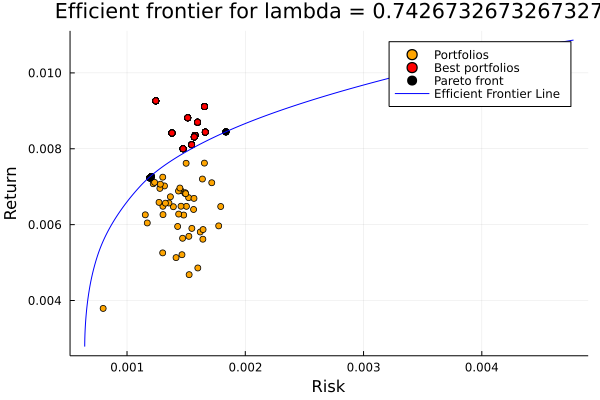 Efficient frontier for lambda = 0.7426732673267327
Portfolios
Best portfolios
Pareto front
Efficient Frontier Line
0.010
0.008
0.006
0.004
Return
0.001
0.002
0.003
0.004
Risk